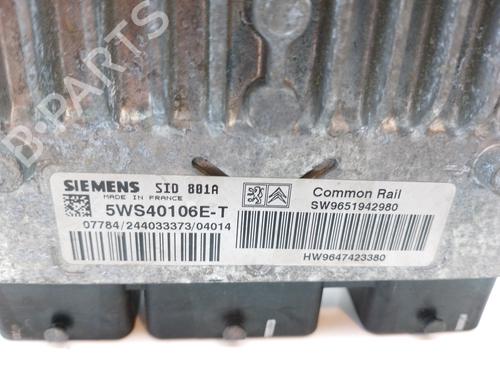 B-PARTS
SIEMENS SID 801A
MADE IN FRANCE
5WS40106E-T
07784/244033373/04014
Common Rail
SW9651942980
HW9647423380